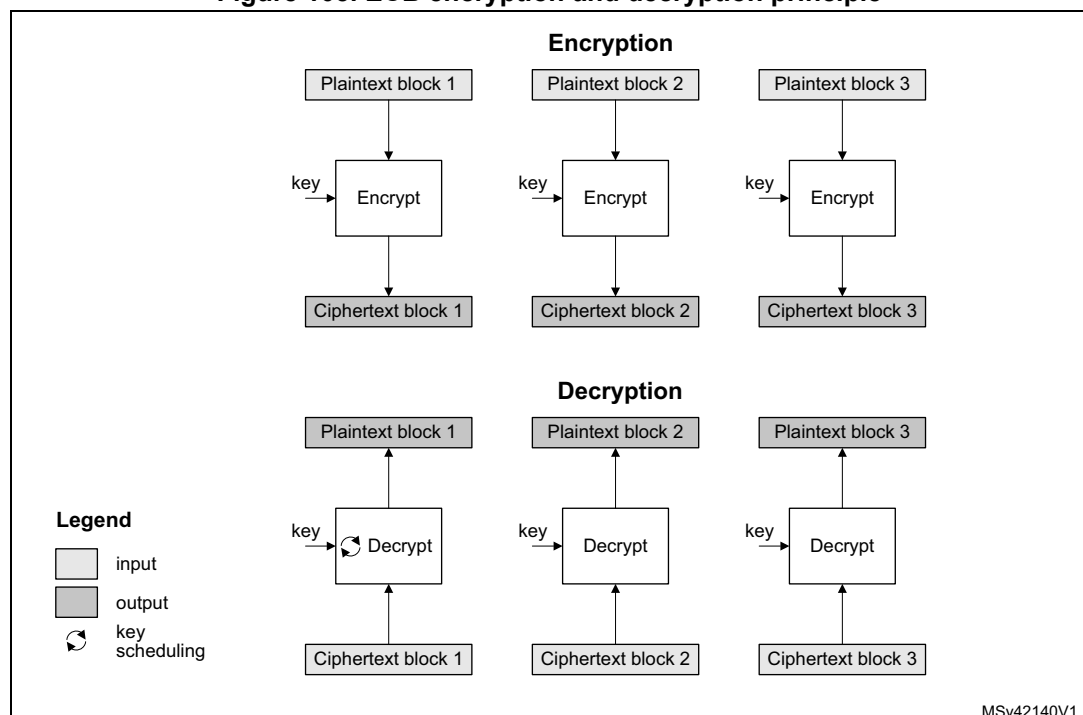 Encryption
Plaintext block 1 Plaintext block 2 Plaintext block 3
key Encrypt key Encrypt key Encrypt
Ciphertext block 1 Ciphertext block 2 Ciphertext block 3
Decryption
Plaintext block 1 Plaintext block 2 Plaintext block 3
Legend
key Decrypt key Decrypt key Decrypt
input
output
key
scheduling
Ciphertext block 1 Ciphertext block 2 Ciphertext block 3
MSv42140V1